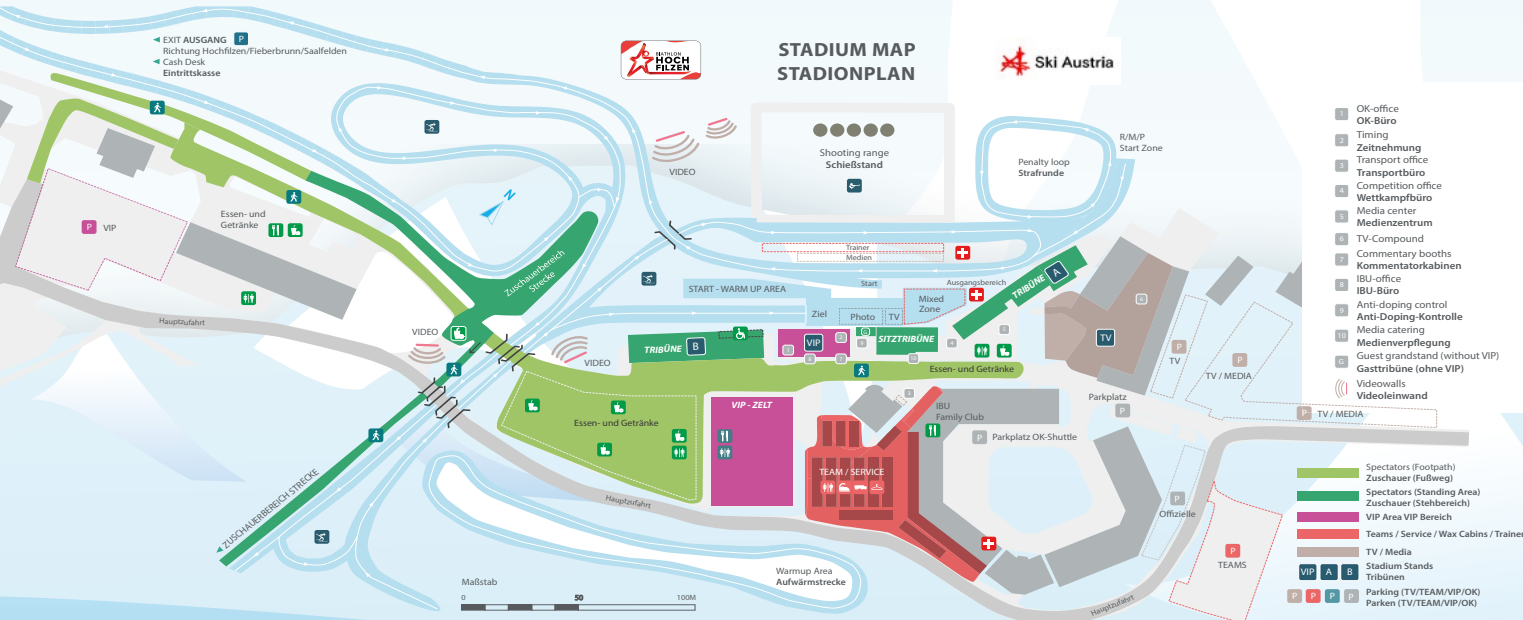 EXIT AUSGANG P
Richtung Hochfilzen/Fieberbrunn/Saalfelden
Cash Desk
Eintrittskasse
BIATHLON
HOCH
FILZEN
STADIUM MAP
STADIONPLAN
Ski Austria
OK-office
OK-Büro
Timing
Zeitnehmung
Transport office
Transportbüro
Competition office
Wettkampfbüro
Media center
Medienzentrum
TV-Compound
Commentary booths
Kommentatorkabinen
IBU-office
IBU-Büro
Anti-doping control
Anti-Doping-Kontrolle
Media catering
Medienverpflegung
Guest grandstand (without VIP)
Gasttribüne (ohne VIP)
Videowalls
Videoleinwand
1
2
3
4
5
6
7
8
9
10
G
Shooting range
Schießstand
VIDEO
Penalty loop
Strafrunde
R/M/P
Start Zone
N
P VIP
Essen- und
Getränke
Zuschauerbereich
Strecke
Trainer
Medien
Start
START - WARM UP AREA
Ausgangsbereich
Ziel
Photo
TV
Mixed
Zone
TRIBÜNE A
Hauptzufahrt
VIDEO
VIDEO
TRIBÜNE B
VIP
SITZTRIBÜNE
TV
P
TV
P
TV / MEDIA
Essen- und Getränke
Parkplatz
P
P TV / MEDIA
VIP - ZELT
Essen- und Getränke
IBU
Family Club
P Parkplatz OK-Shuttle
TEAM / SERVICE
ZUSCHAUERBEREICH STRECKE
Hauptzufahrt
P
Offizielle
P
TEAMS
Warmup Area
Aufwärmstrecke
Hauptzufahrt
Maßstab
0 50 100M
Spectators (Footpath)
Zuschauer (Fußweg)
Spectators (Standing Area)
Zuschauer (Stehbereich)
VIP Area VIP Bereich
Teams / Service / Wax Cabins / Trainer
TV / Media
VIP A B Stadium Stands
Tribünen
P P P P Parking (TV/TEAM/VIP/OK)
Parken (TV/TEAM/VIP/OK)